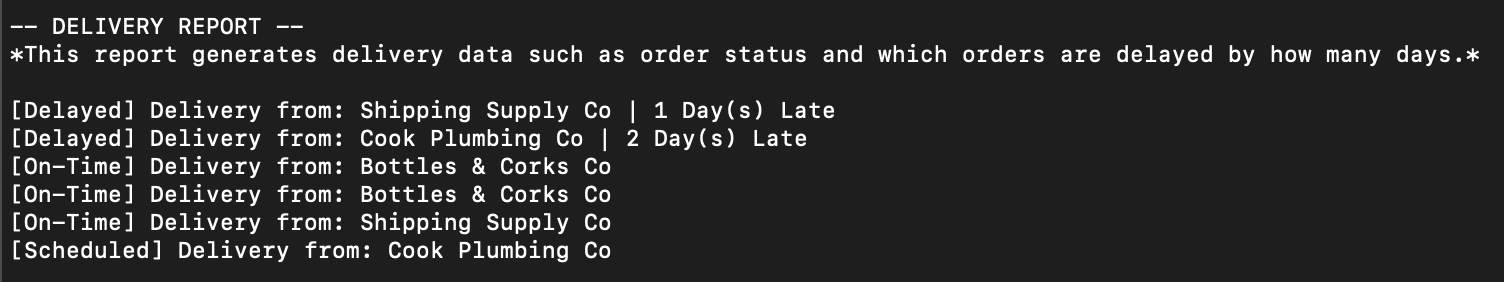 -- DELIVERY REPORT --
*This report generates delivery data such as order status and which orders are delayed by how many days.*
[Delayed] Delivery from: Shipping Supply Co | 1 Day(s) Late
[Delayed] Delivery from: Cook Plumbing Co | 2 Day(s) Late
[On-Time] Delivery from: Bottles & Corks Co
[On-Time] Delivery from: Bottles & Corks Co
[On-Time] Delivery from: Shipping Supply Co
[Scheduled] Delivery from: Cook Plumbing Co